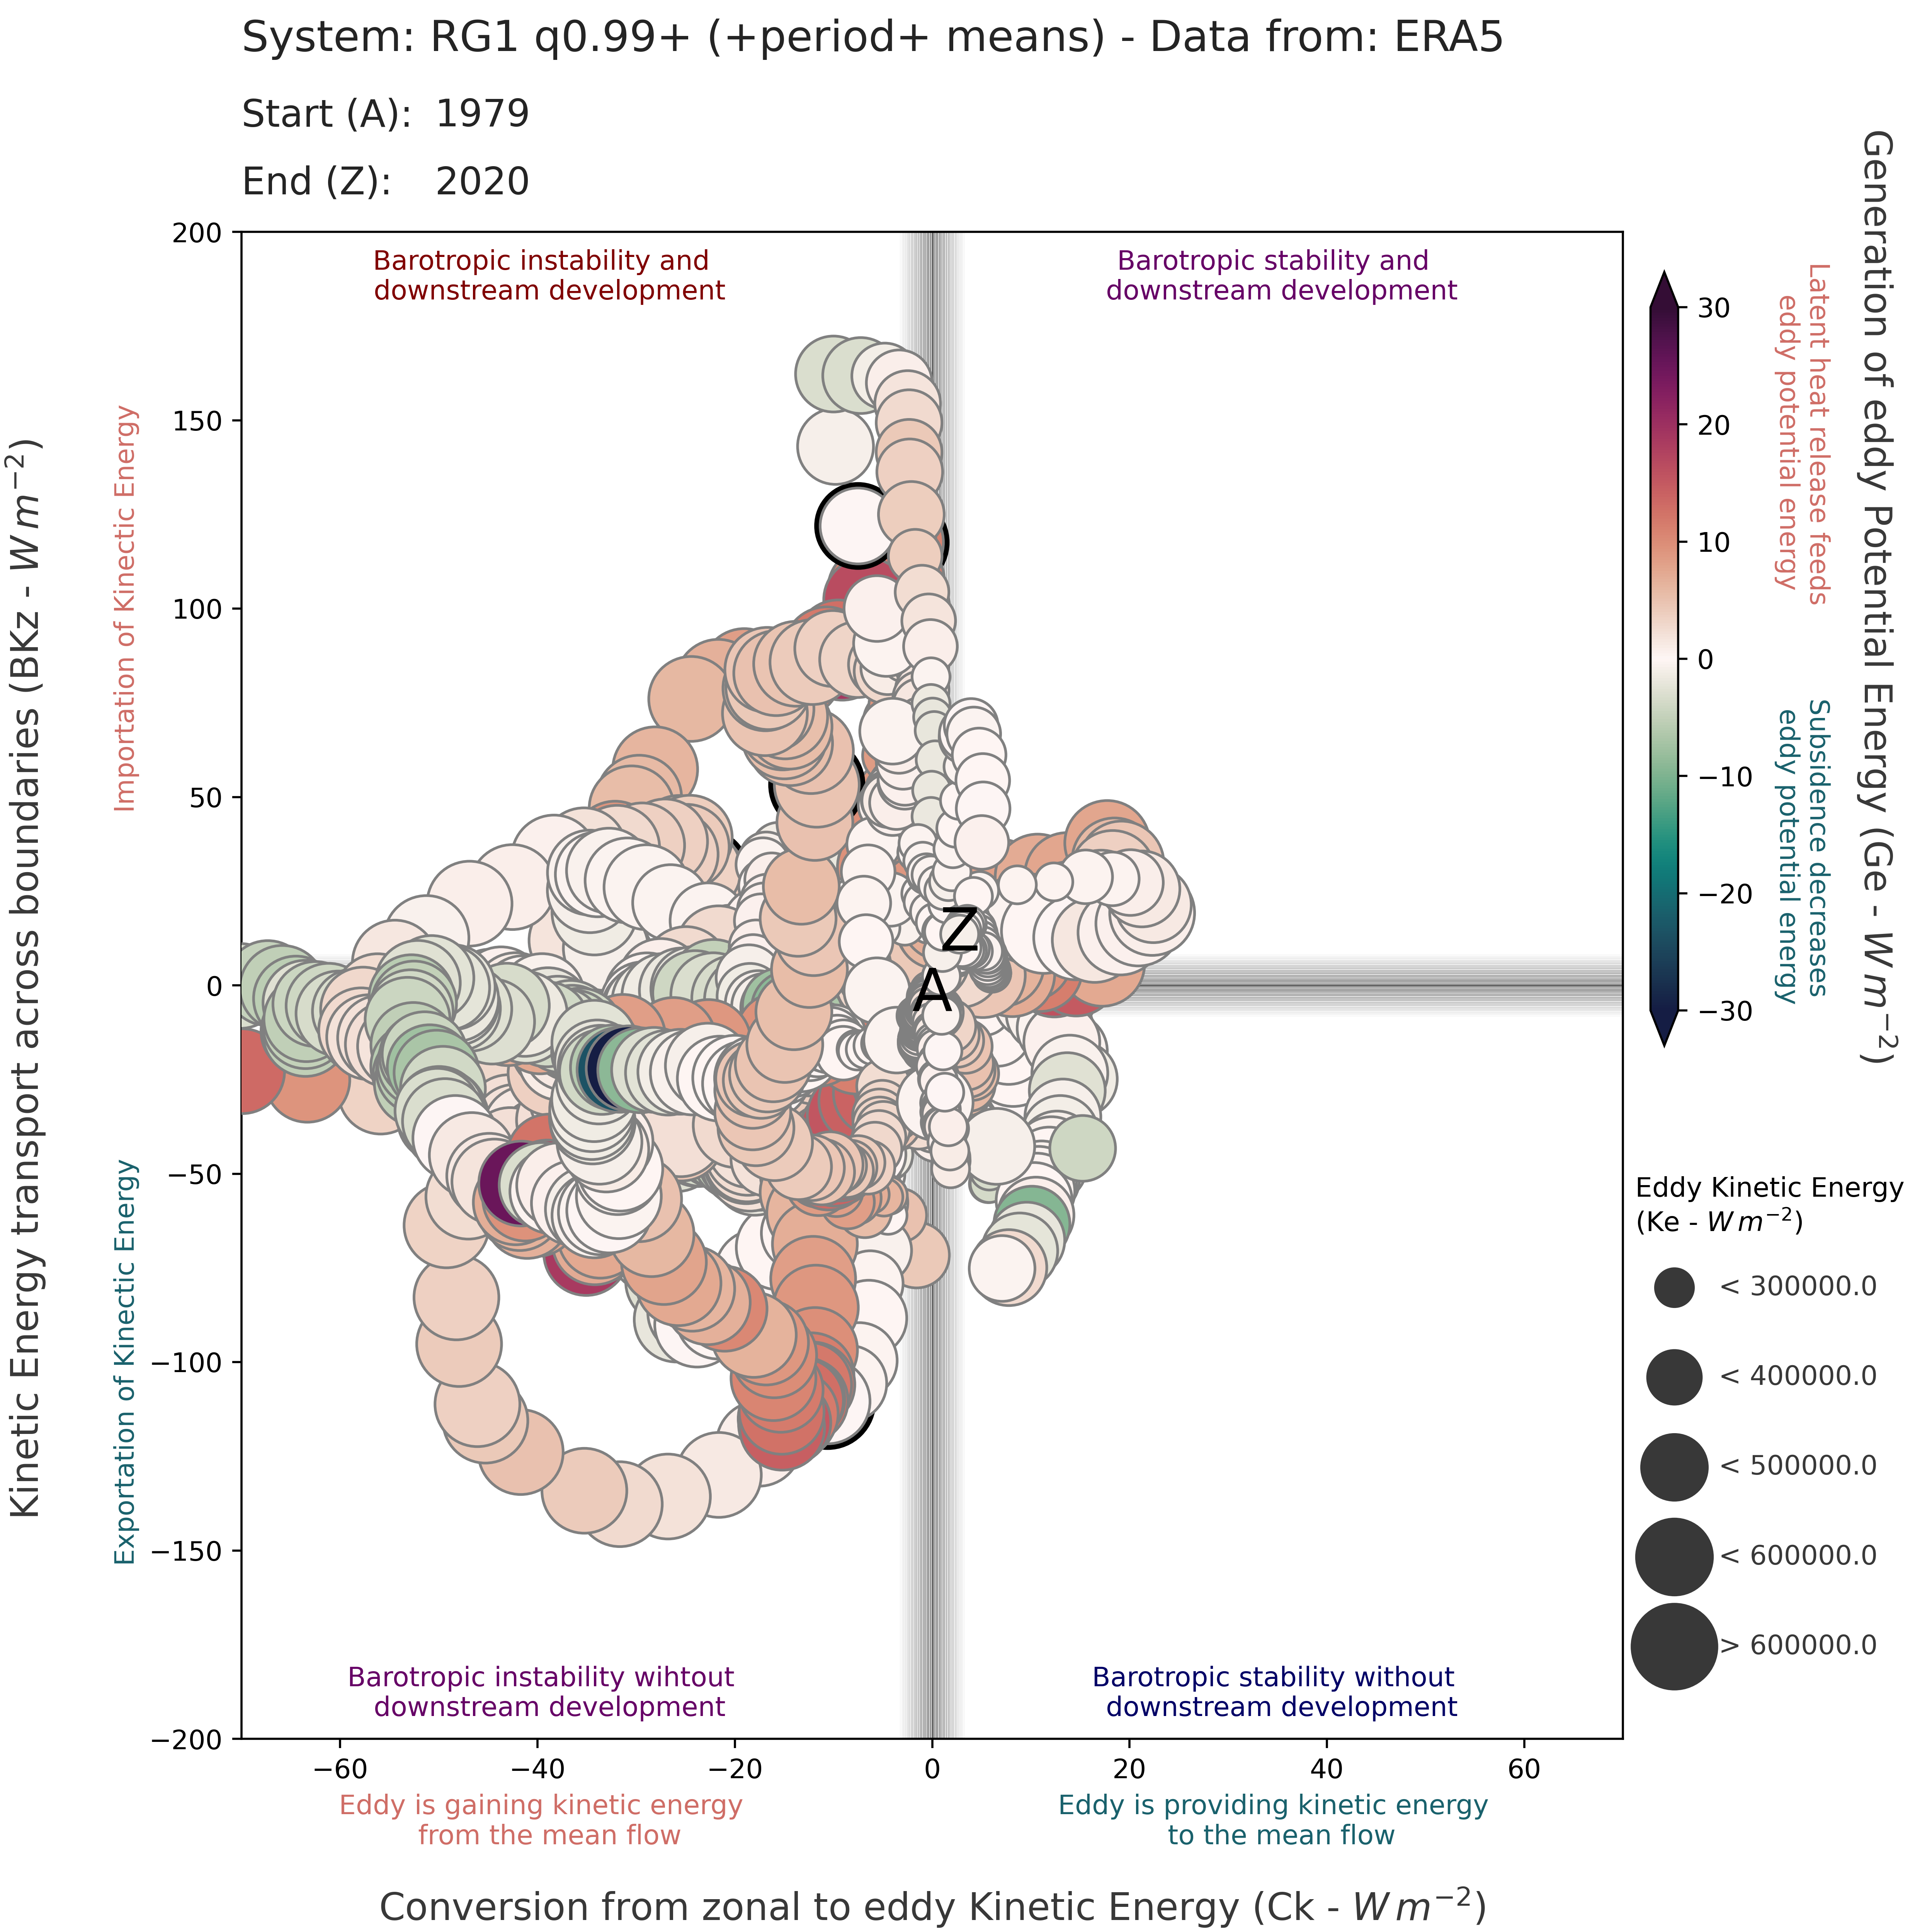 System: RG1 q0.99+ (+period+ means) - Data from: ERA5
Start (A): 1979
End (Z): 2020
Kinetic Energy transport across boundaries (BKz - W m−2)
Importation of Kinectic Energy
Exportation of Kinectic Energy
200
150
100
50
0
−50
−100
−150
−200
Barotropic instability and
downstream development
Barotropic stability and
downstream development
Z
A
Barotropic instability wihtout
downstream development
Barotropic stability without
downstream development
−60
−40
−20
0
20
40
60
Eddy is gaining kinetic energy
from the mean flow
Eddy is providing kinetic energy
to the mean flow
Conversion from zonal to eddy Kinetic Energy (Ck - W m−2)
30
20
10
0
−10
−20
−30
Latent heat release feeds
eddy potential energy
Subsidence decreases
eddy potential energy
Generation of eddy Potential Energy (Ge - W m−2)
Eddy Kinetic Energy
(Ke - W m−2)
< 300000.0
< 400000.0
< 500000.0
< 600000.0
> 600000.0